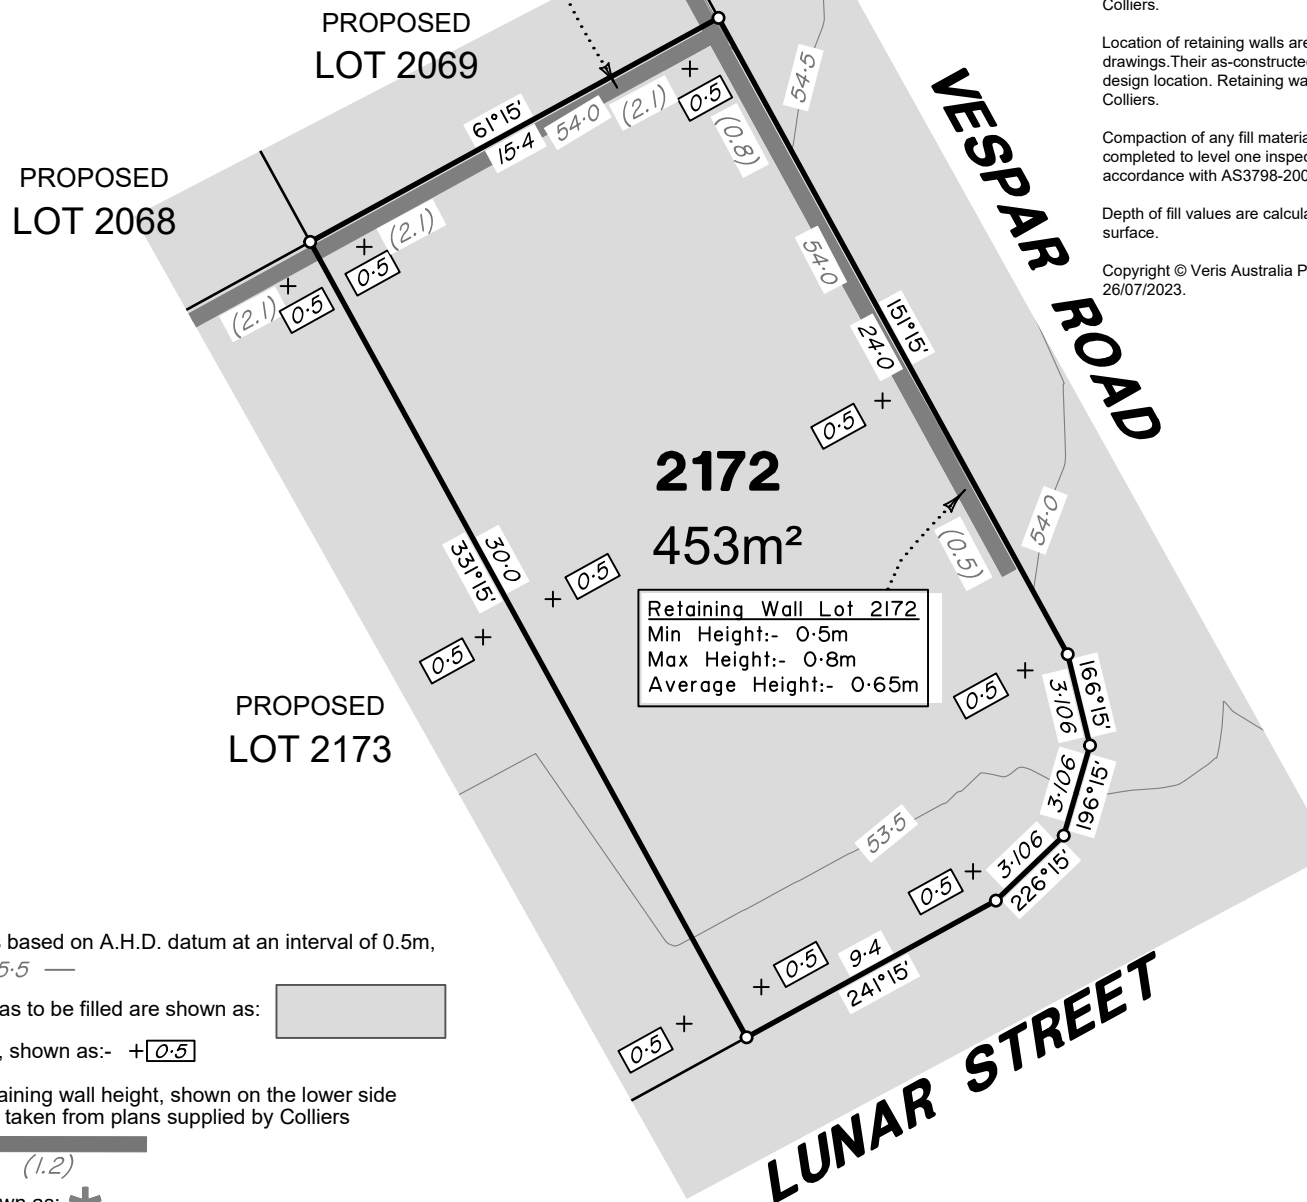 Colliers.
Location of retaining walls are
drawings.Their as-constructed
design location. Retaining wa
Colliers.
Compaction of any fill materia
completed to level one inspec
accordance with AS3798-200
Depth of fill values are calcula
surface.
Copyright © Veris Australia P
26/07/2023.
PROPOSED
LOT 2069
PROPOSED
LOT 2068
61°15'
15·4
54·0
(2.1)
0·5
(0.8)
54·5
VESPAR ROAD
(2.1)
0·5
(2.1)
0·5
54·0
151°15'
24·0
0·5
2172
453m²
54·0
(0.5)
331°15'
30·0
0·5
0·5
Retaining Wall Lot 2172
Min Height:- 0·5m
Max Height:- 0·8m
Average Height:- 0·65m
0·5
166°15'
3·106
PROPOSED
LOT 2173
196°15'
3·106
53·5
3·106
226°15'
0·5
0·5
9·4
241°15'
0·5
LUNAR STREET
s based on A.H.D. datum at an interval of 0.5m,
5·5
as to be filled are shown as:
, shown as:- +0·5
aining wall height, shown on the lower side
taken from plans supplied by Colliers
(1.2)
wn as: